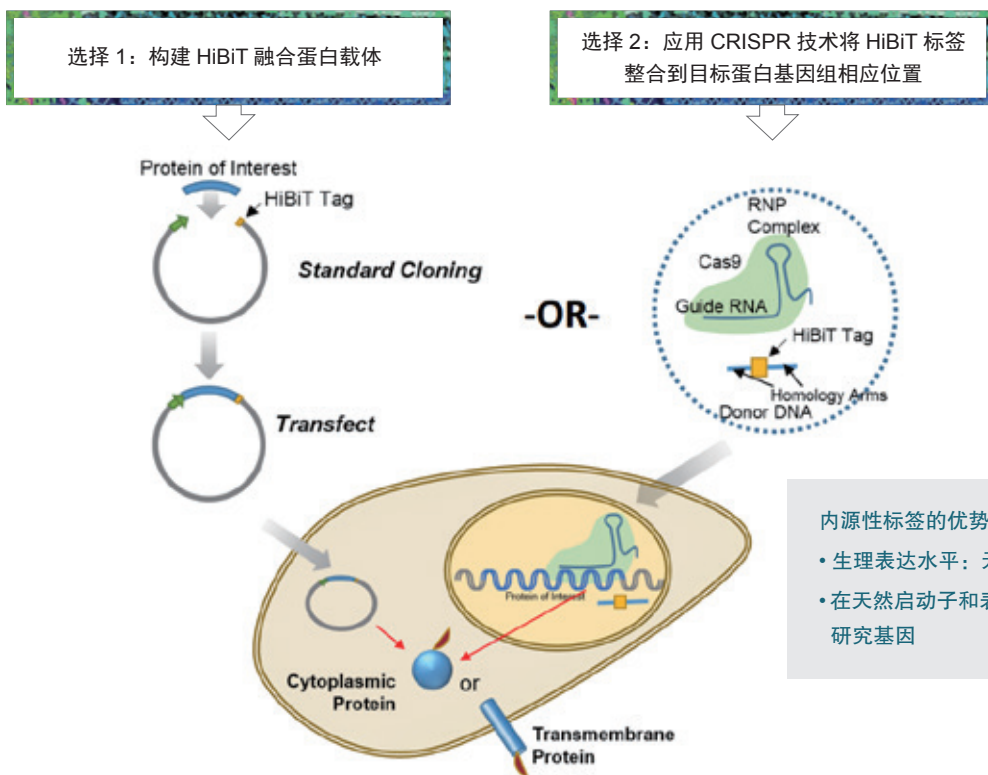 选择 1：构建 HiBiT 融合蛋白载体
选择 2：应用 CRISPR 技术将 HiBiT 标签
整合到目标蛋白基因组相应位置
Protein of Interest
HiBiT Tag
Standard Cloning
Transfect
-OR-
RNP
Complex
Cas9
Guide RNA
HiBiT Tag
Homology Arms
Donor DNA
内源性标签的优势
• 生理表达水平：
• 在天然启动子和
研究基因
Protein of Interest
Cytoplasmic
Protein
or
Transmembrane
Protein